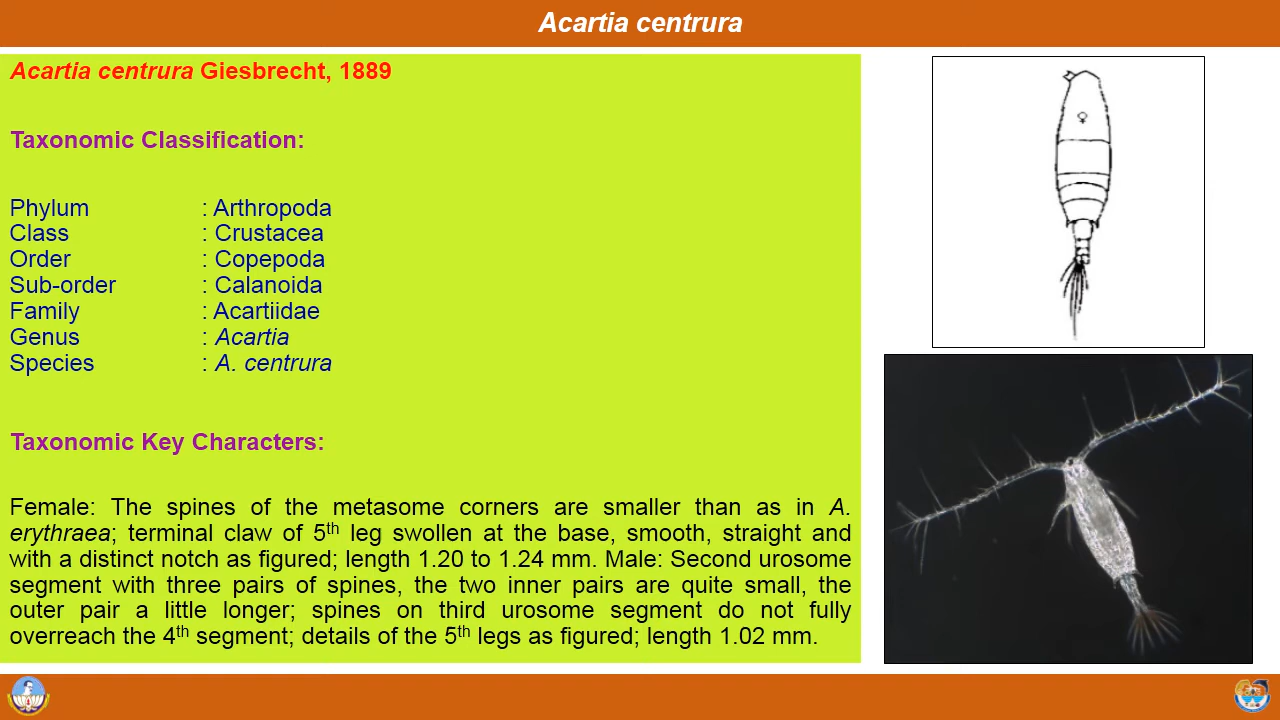 Acartia centrura
Acartia centrura Giesbrecht, 1889
Taxonomic Classification:
Phylum : Arthropoda
Class : Crustacea
Order : Copepoda
Sub-order : Calanoida
Family : Acartiidae
Genus : Acartia
Species : A. centrura
Taxonomic Key Characters:
Female: The spines of the metasome corners are smaller than as in A.
erythraea; terminal claw of 5th leg swollen at the base, smooth, straight and
with a distinct notch as figured; length 1.20 to 1.24 mm. Male: Second urosome
segment with three pairs of spines, the two inner pairs are quite small, the
outer pair a little longer; spines on third urosome segment do not fully
overreach the 4th segment; details of the 5th legs as figured; length 1.02 mm.
♀